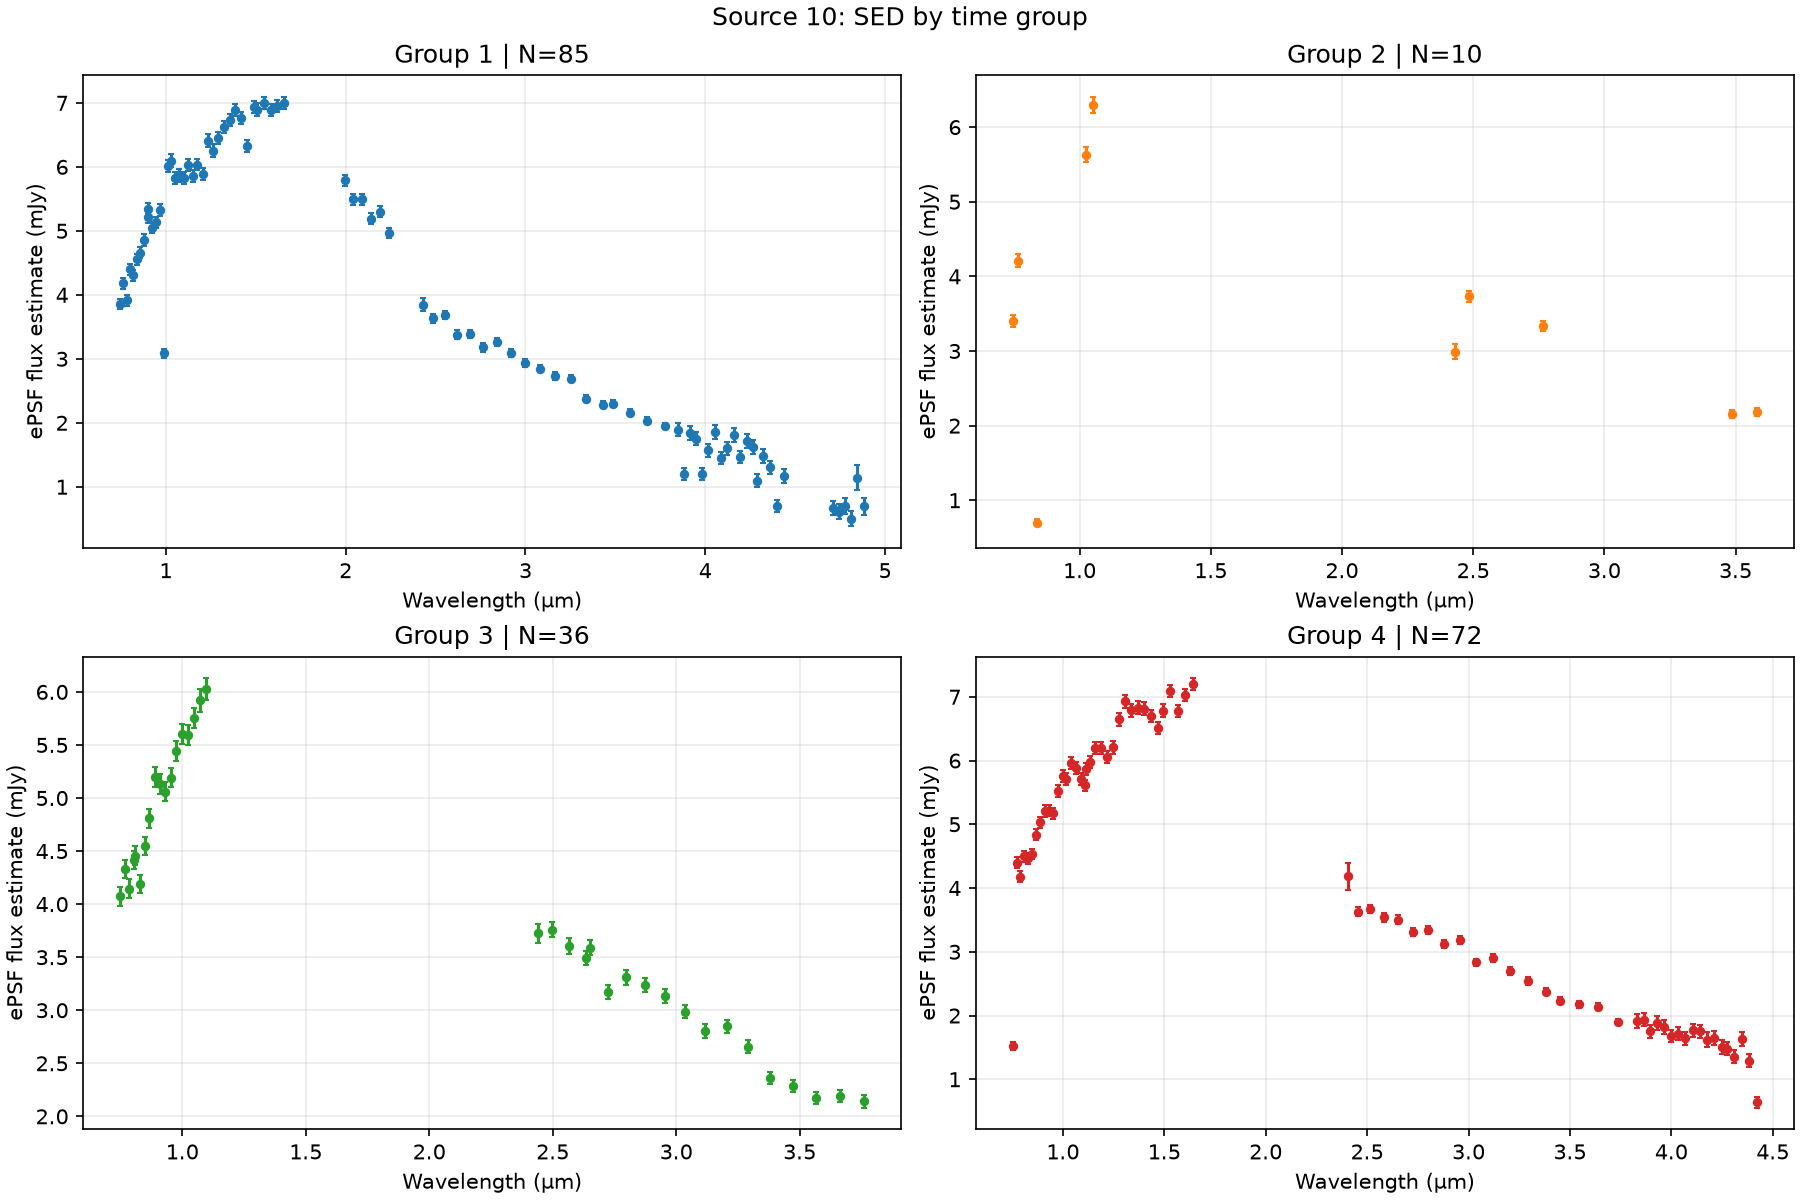 Source 10: SED by time group
Group 1 | N=85
ePSF flux estimate (mJy)
7
6
5
4
3
2
1
1 2 3 4 5
Wavelength (µm)
Group 2 | N=10
ePSF flux estimate (mJy)
6
5
4
3
2
1
1.0 1.5 2.0 2.5 3.0 3.5
Wavelength (µm)
Group 3 | N=36
ePSF flux estimate (mJy)
6.0
5.5
5.0
4.5
4.0
3.5
3.0
2.5
2.0
1.0 1.5 2.0 2.5 3.0 3.5
Wavelength (µm)
Group 4 | N=72
ePSF flux estimate (mJy)
7
6
5
4
3
2
1
1.0 1.5 2.0 2.5 3.0 3.5 4.0 4.5
Wavelength (µm)